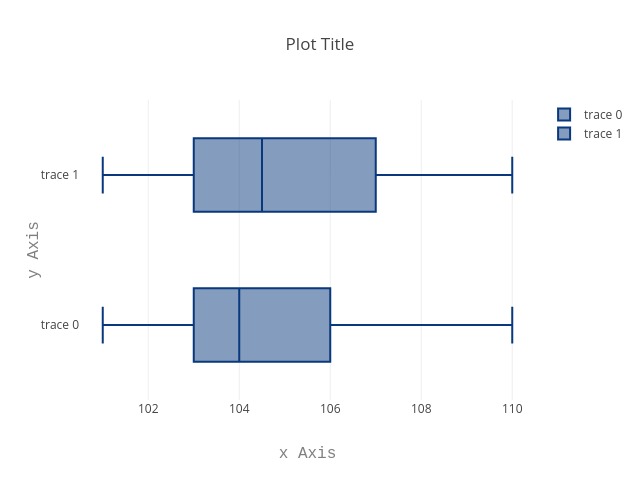 Plot Title
trace 0
trace 1
trace 1
trace 0
y Axis
102 104 106 108 110
x Axis